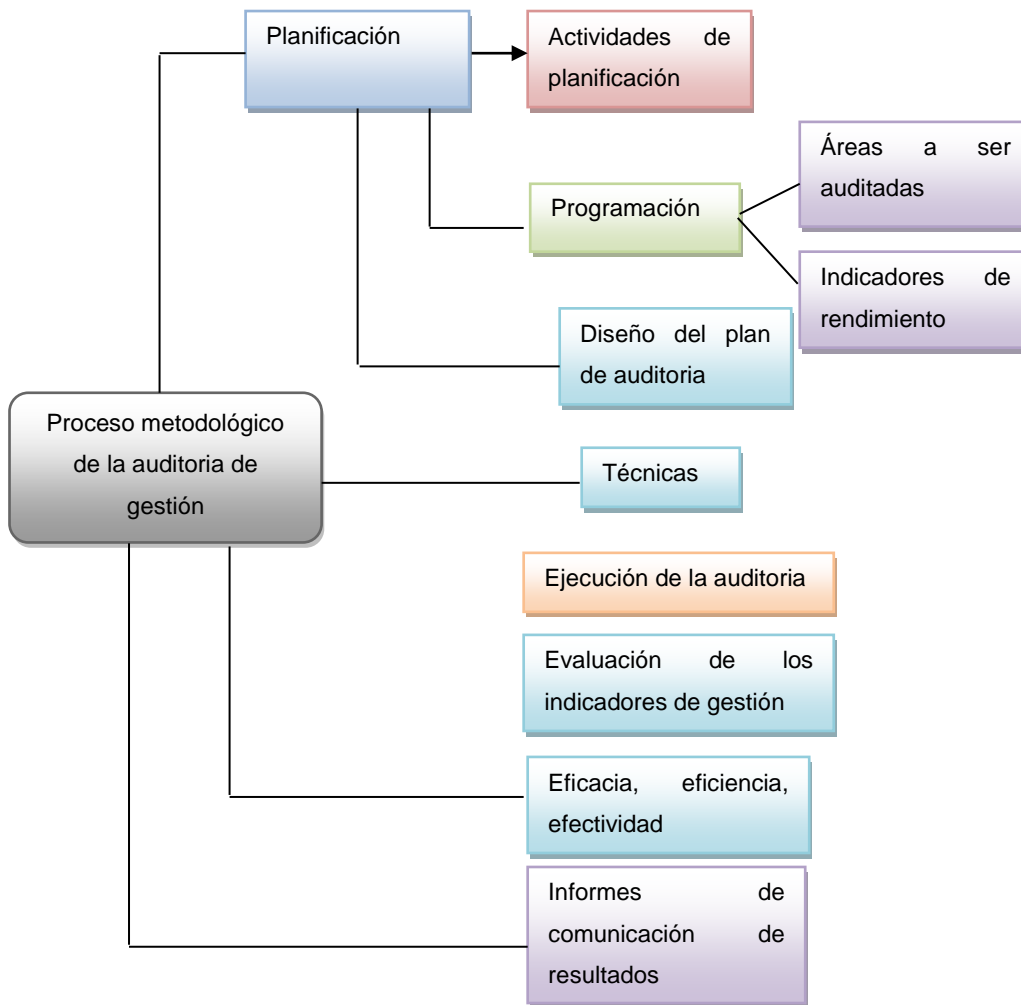 Planificación
Actividades de
planificación
Áreas a ser
auditadas
Programación
Indicadores de
rendimiento
Diseño del plan
de auditoria
Proceso metodológico
de la auditoria de
gestión
Técnicas
Ejecución de la auditoria
Evaluación de los
indicadores de gestión
Eficacia, eficiencia,
efectividad
Informes de
comunicación de
resultados